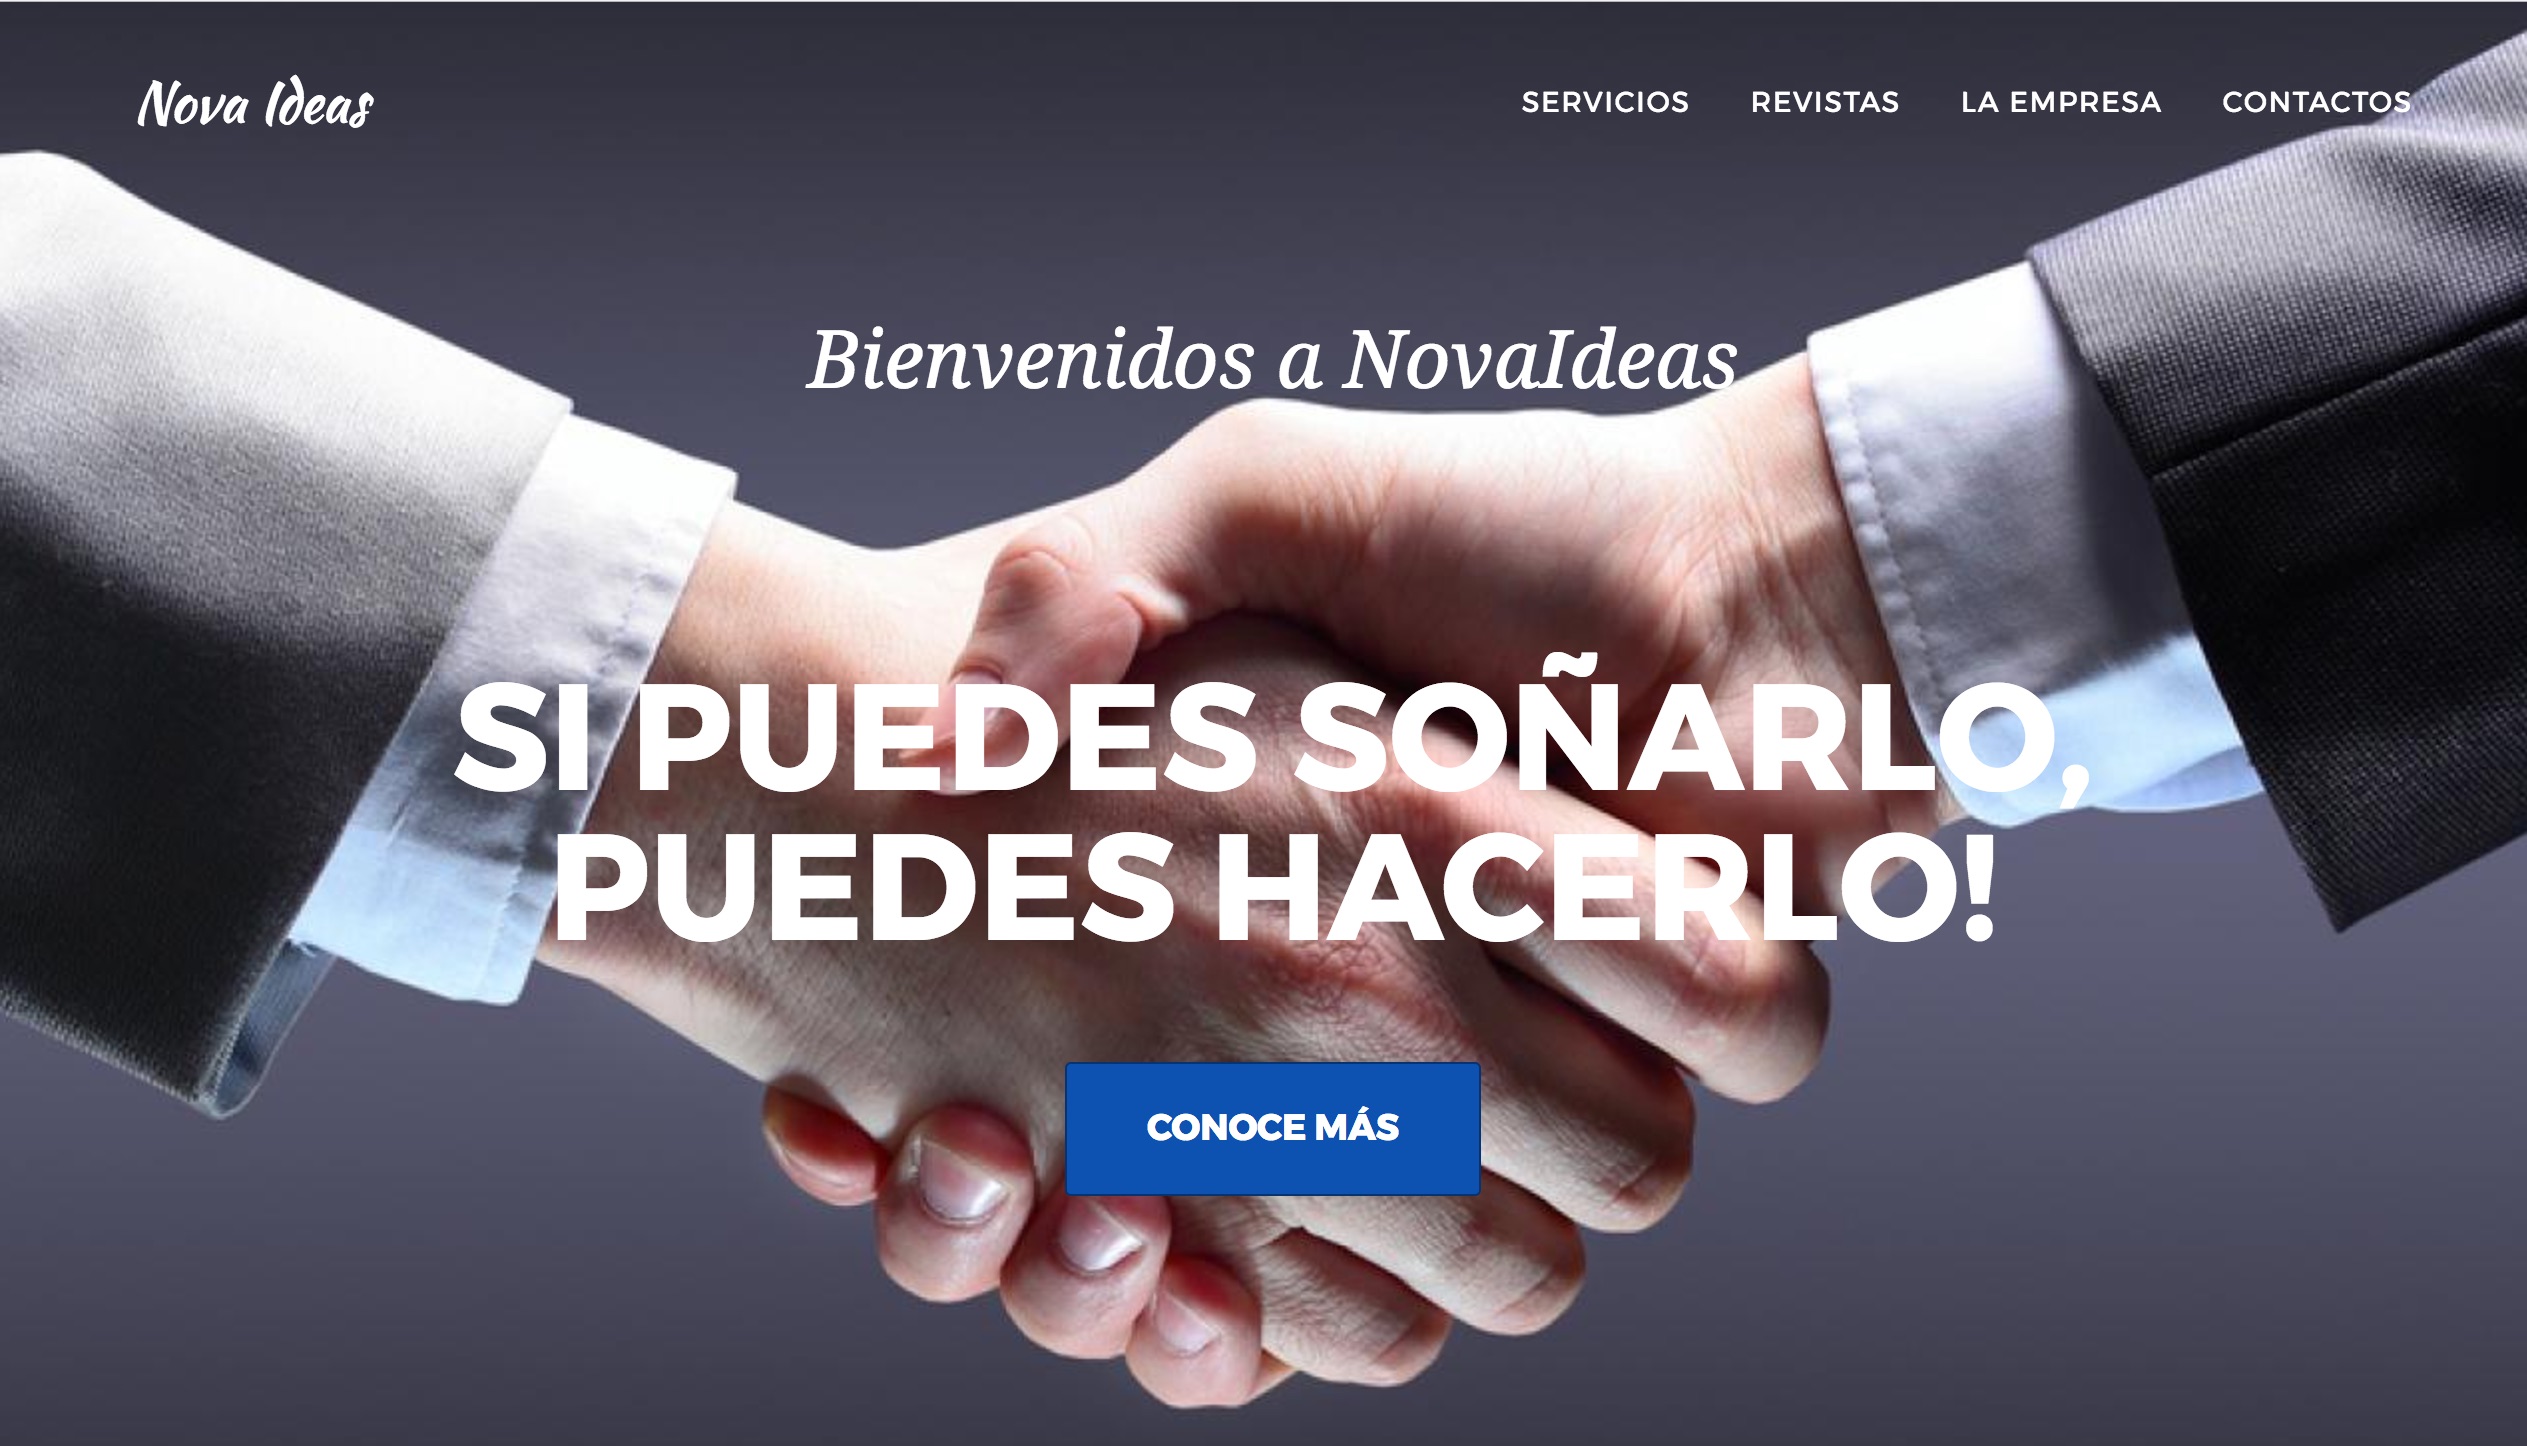 Nova Ideas
SERVICIOS REVISTAS LA EMPRESA CONTACTOS
Bienvenidos a NovaIdeas
SI PUEDES SOÑARLO,
PUEDES HACERLO!
CONOCE MÁS